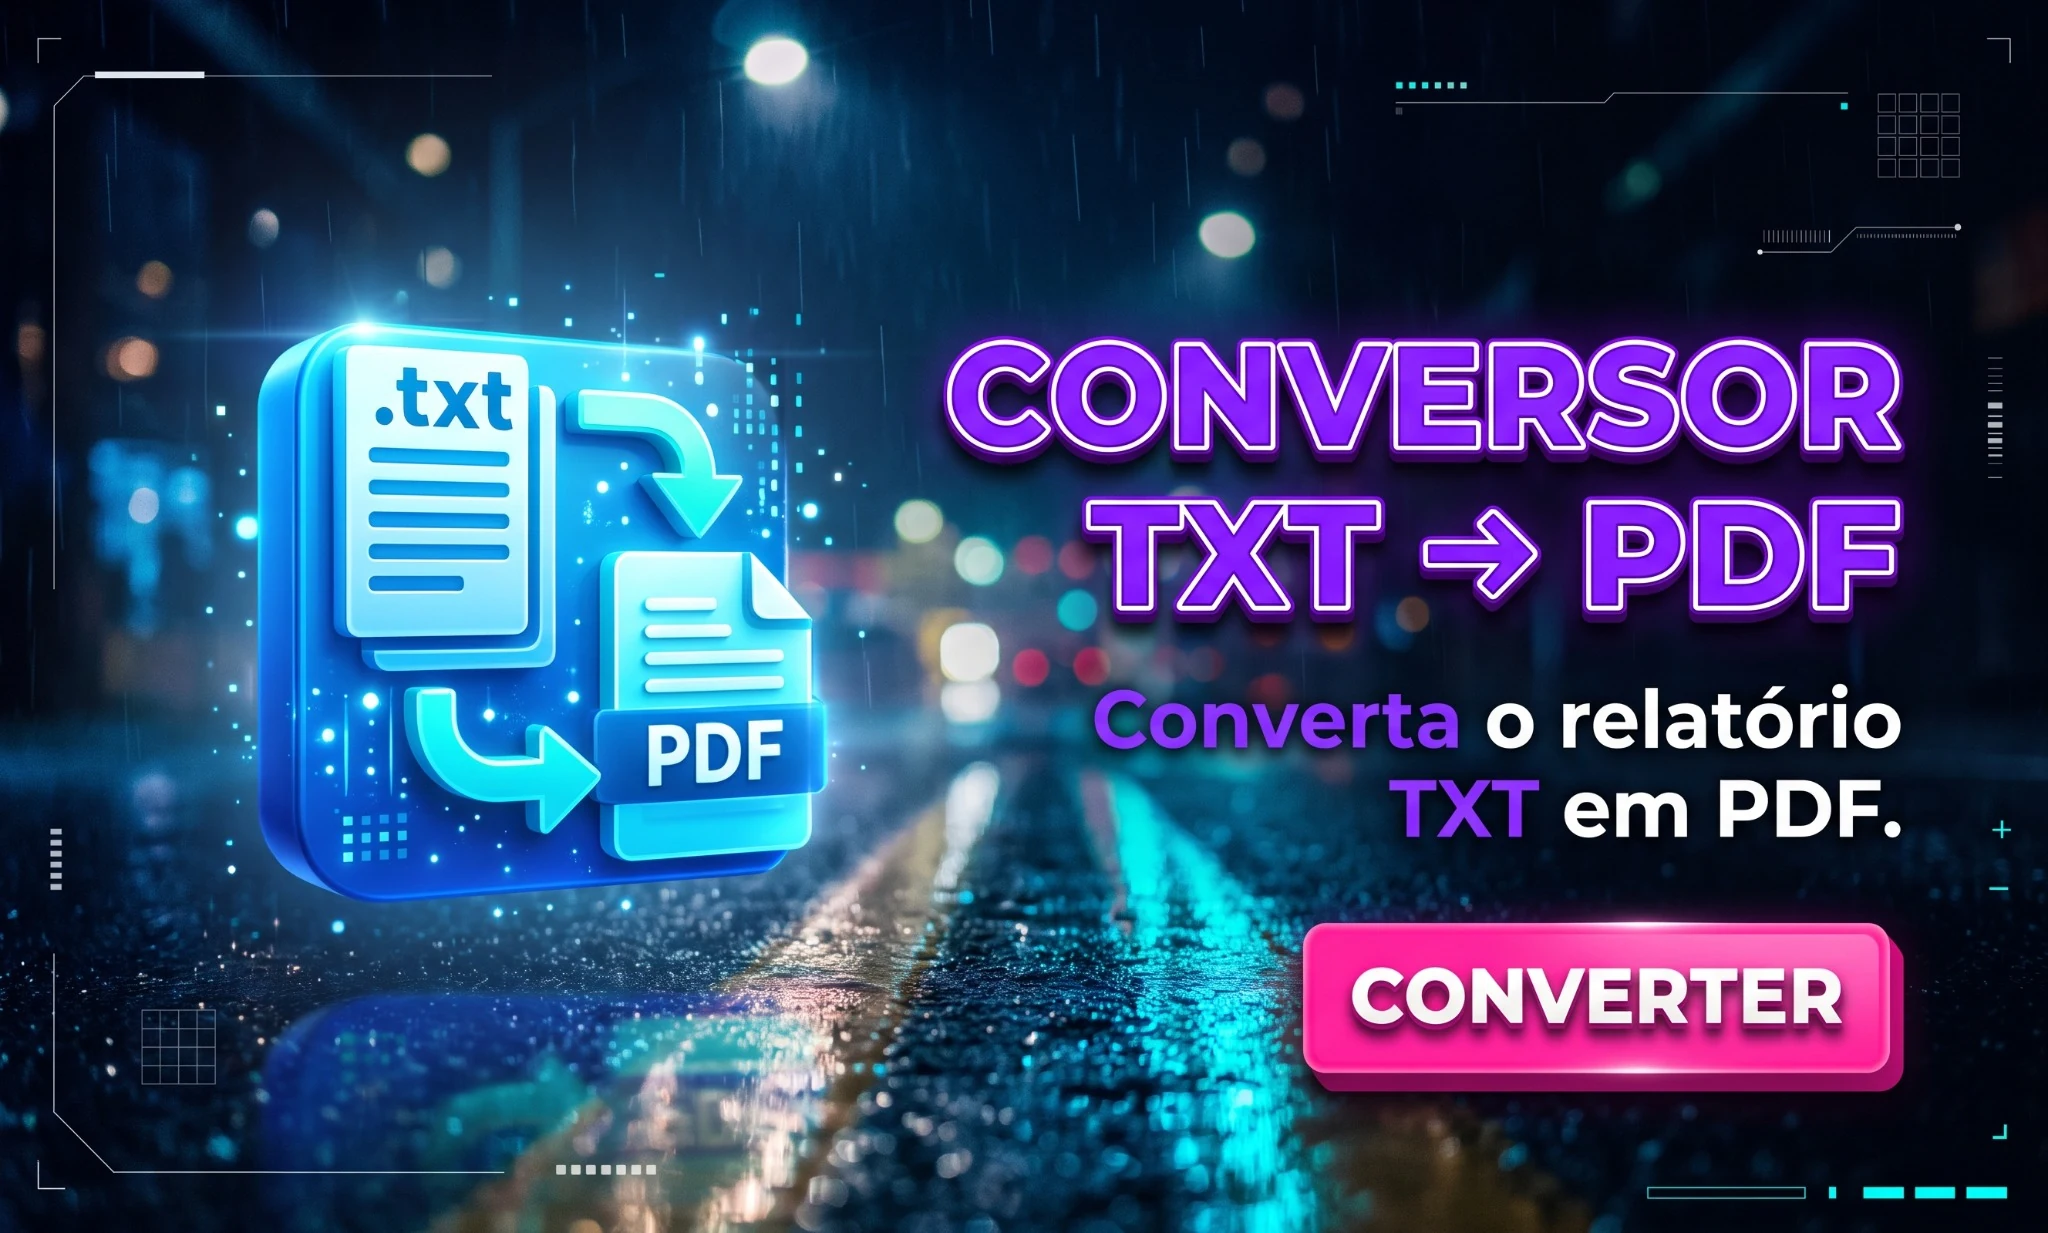 .txt
PDF
CONVERSOR
TXT → PDF
Converta o relatório
TXT em PDF.
CONVERTER